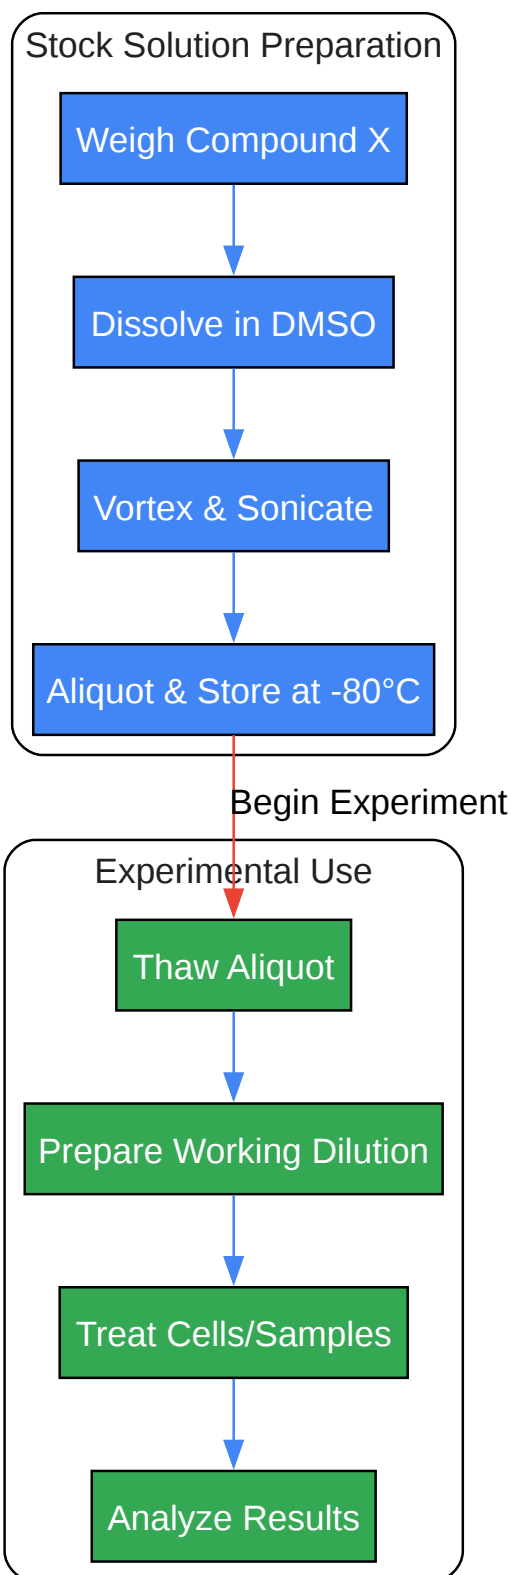 Stock Solution Preparation
Weigh Compound X
Dissolve in DMSO
Vortex & Sonicate
Aliquot & Store at -80°C
Begin Experiment
Experimental Use
Thaw Aliquot
Prepare Working Dilution
Treat Cells/Samples
Analyze Results